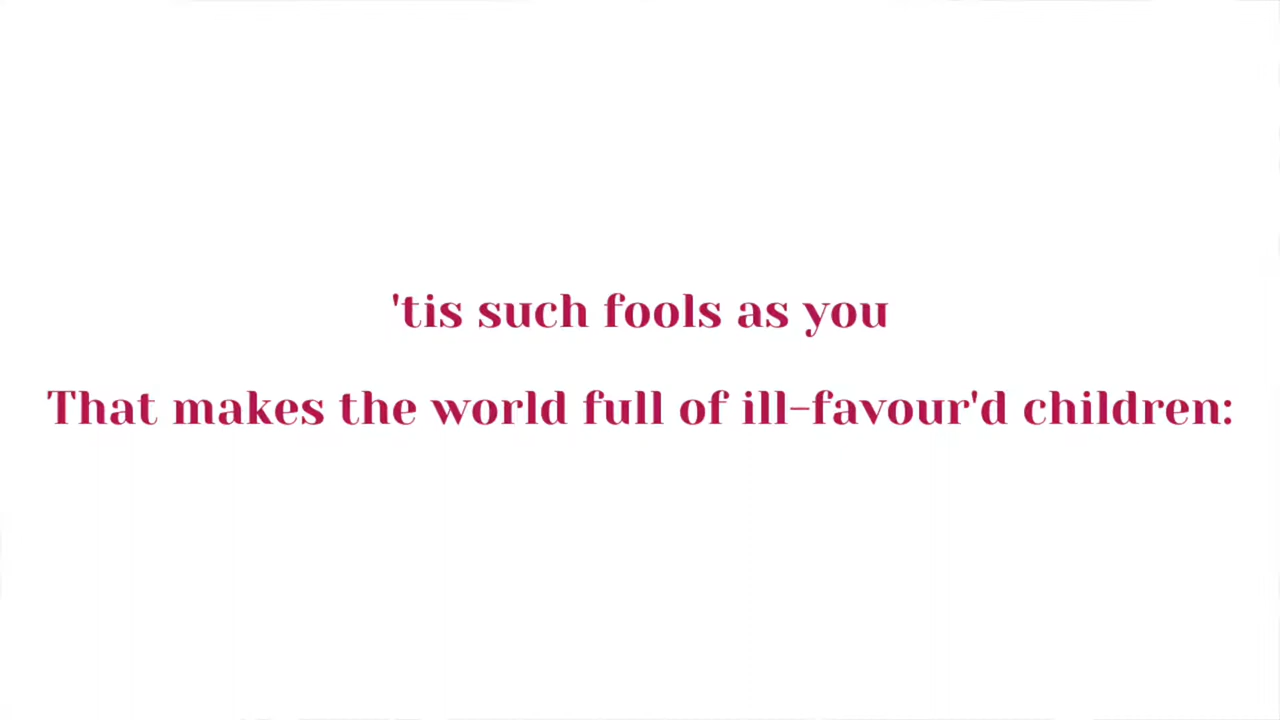 'tis such fools as you
That makes the world full of ill-favour'd children: